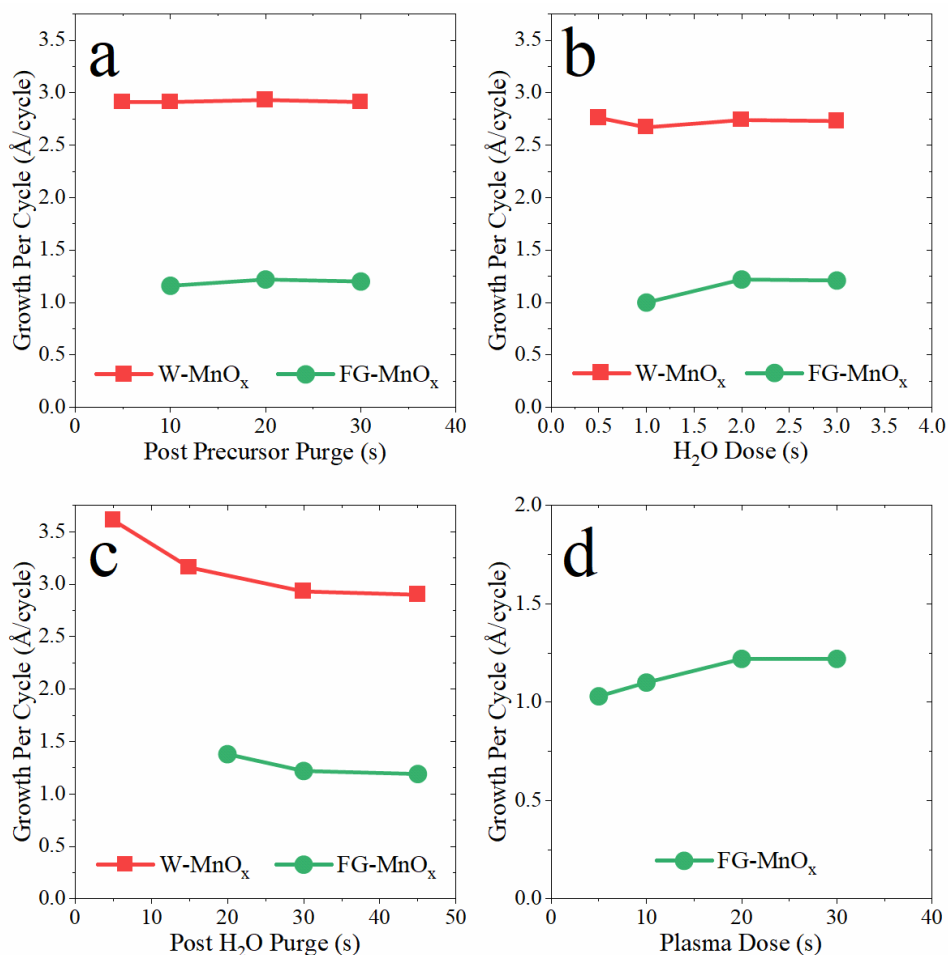 a
Growth Per Cycle (Å/cycle)
3.5
3.0
2.5
2.0
1.5
1.0
0.5
0.0
W-MnOₓ FG-MnOₓ
0 10 20 30 40
Post Precursor Purge (s)
b
Growth Per Cycle (Å/cycle)
3.5
3.0
2.5
2.0
1.5
1.0
0.5
0.0
W-MnOₓ FG-MnOₓ
0.0 0.5 1.0 1.5 2.0 2.5 3.0 3.5 4.0
H₂O Dose (s)
c
Growth Per Cycle (Å/cycle)
3.5
3.0
2.5
2.0
1.5
1.0
0.5
0.0
W-MnOₓ FG-MnOₓ
0 10 20 30 40 50
Post H₂O Purge (s)
d
Growth Per Cycle (Å/cycle)
2.0
1.5
1.0
0.5
0.0
FG-MnOₓ
0 10 20 30 40
Plasma Dose (s)